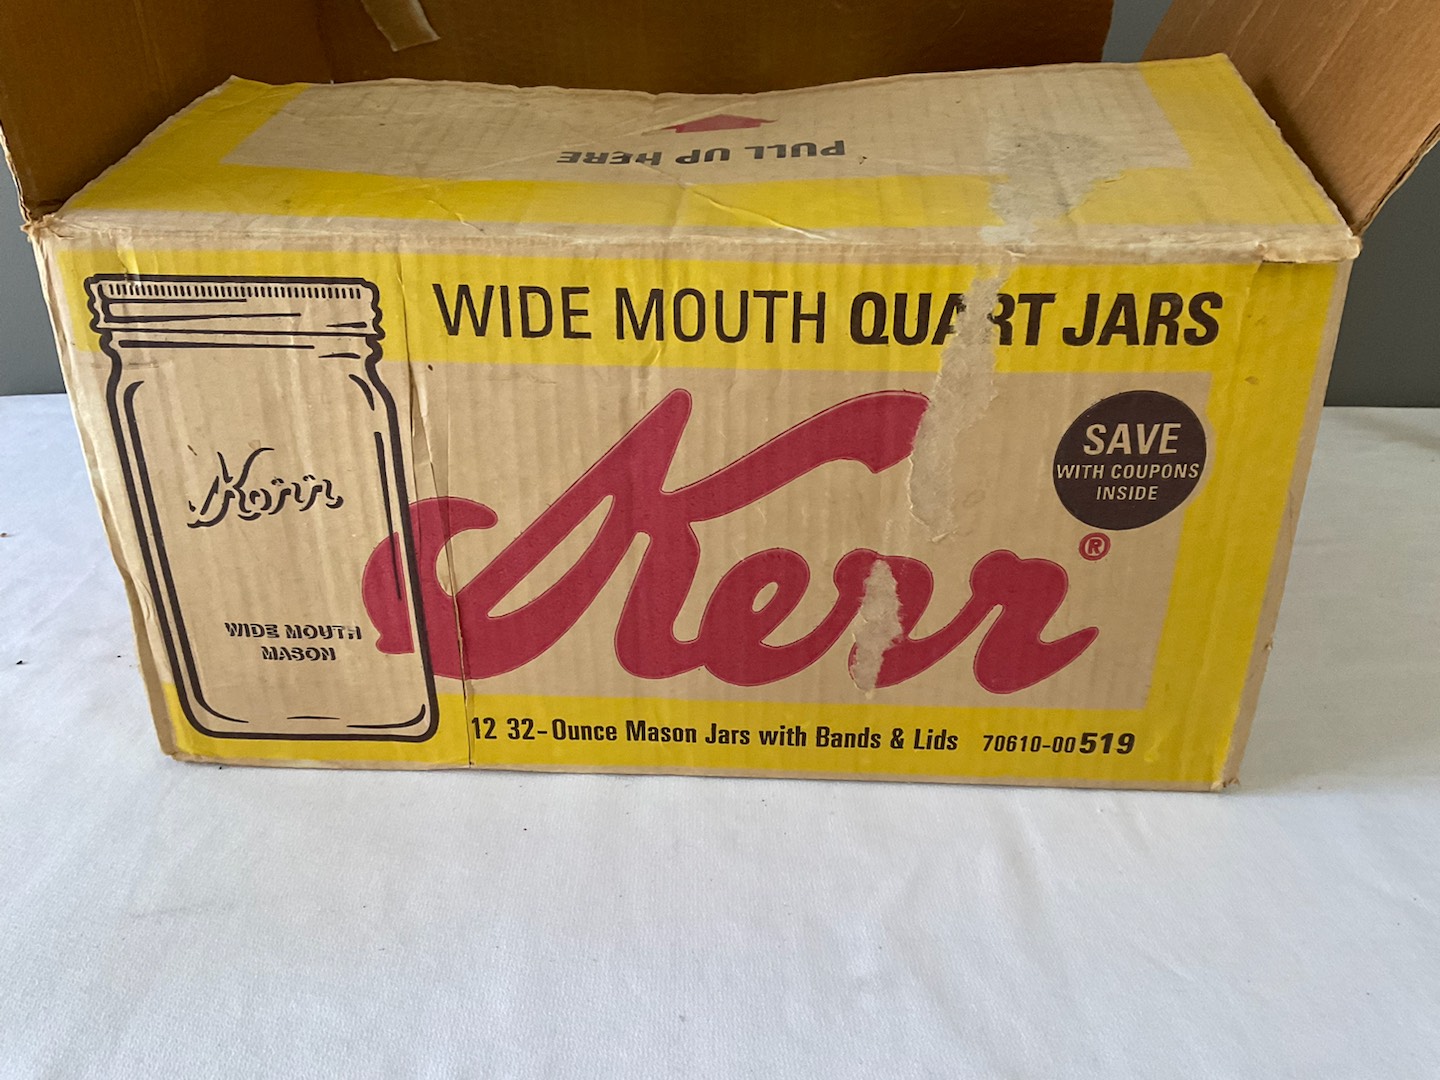 PULL UP HERE
WIDE MOUTH QUART JARS
Kerr
WIDE MOUTH
MASON
Kerr®
SAVE
WITH COUPONS
INSIDE
12 32-Ounce Mason Jars with Bands & Lids 70610-00519